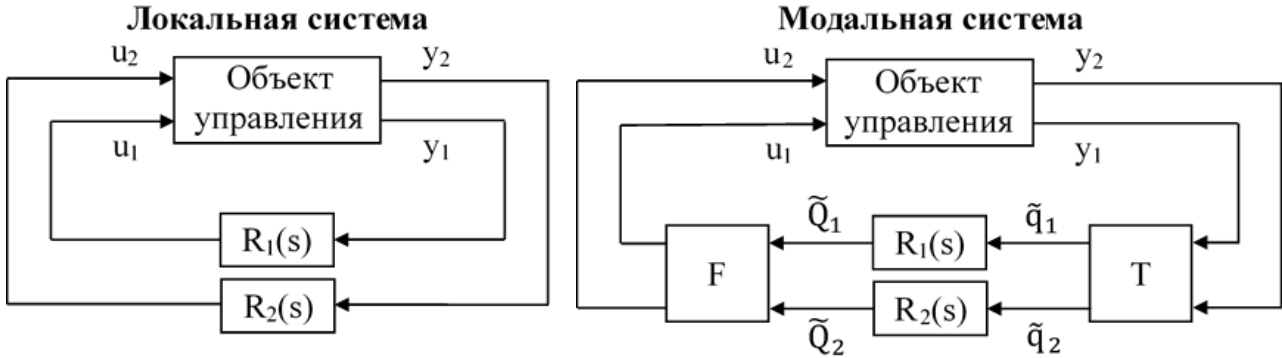 Локальная система
u₂
y₂
Объект
управления
u₁
y₁
R₁(s)
R₂(s)
Модальная система
u₂
y₂
Объект
управления
u₁
y₁
Q̃₁
q̃₁
R₁(s)
F
T
R₂(s)
Q̃₂
q̃₂